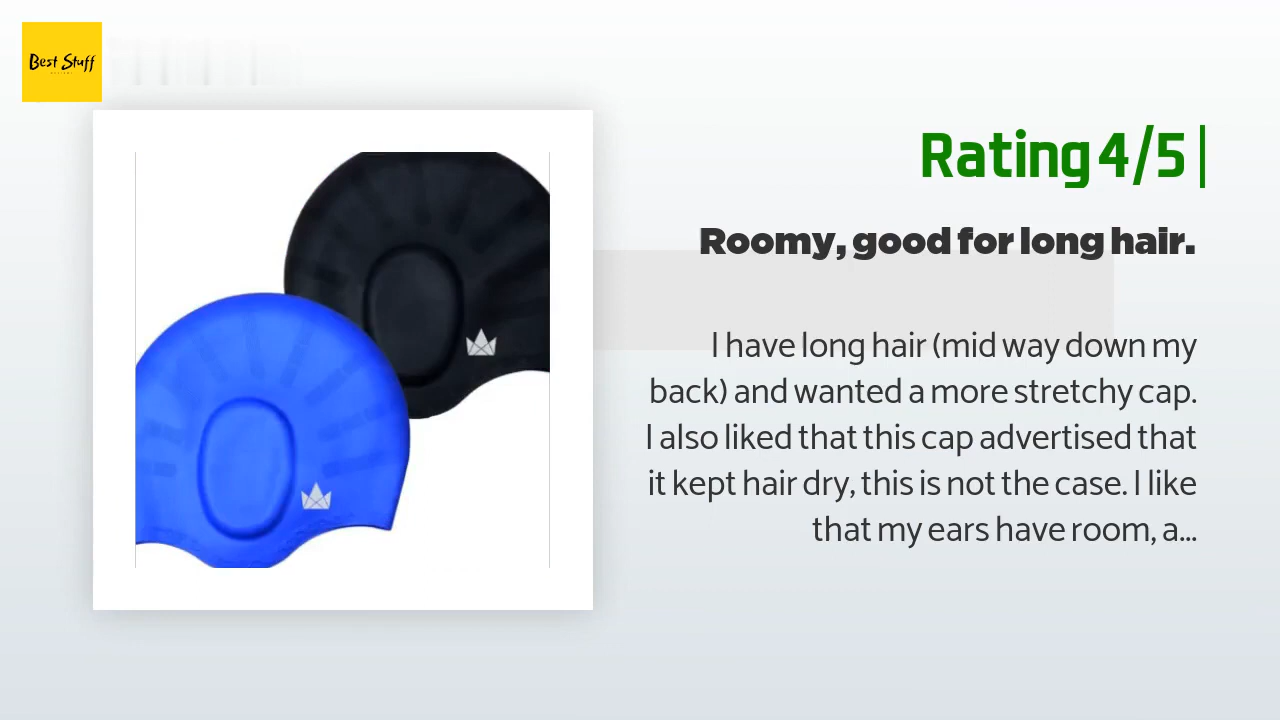 Best Stuff
Rating 4/5 |
Roomy, good for long hair.
I have long hair (mid way down my
back) and wanted a more stretchy cap.
I also liked that this cap advertised that
it kept hair dry, this is not the case. I like
that my ears have room, a...